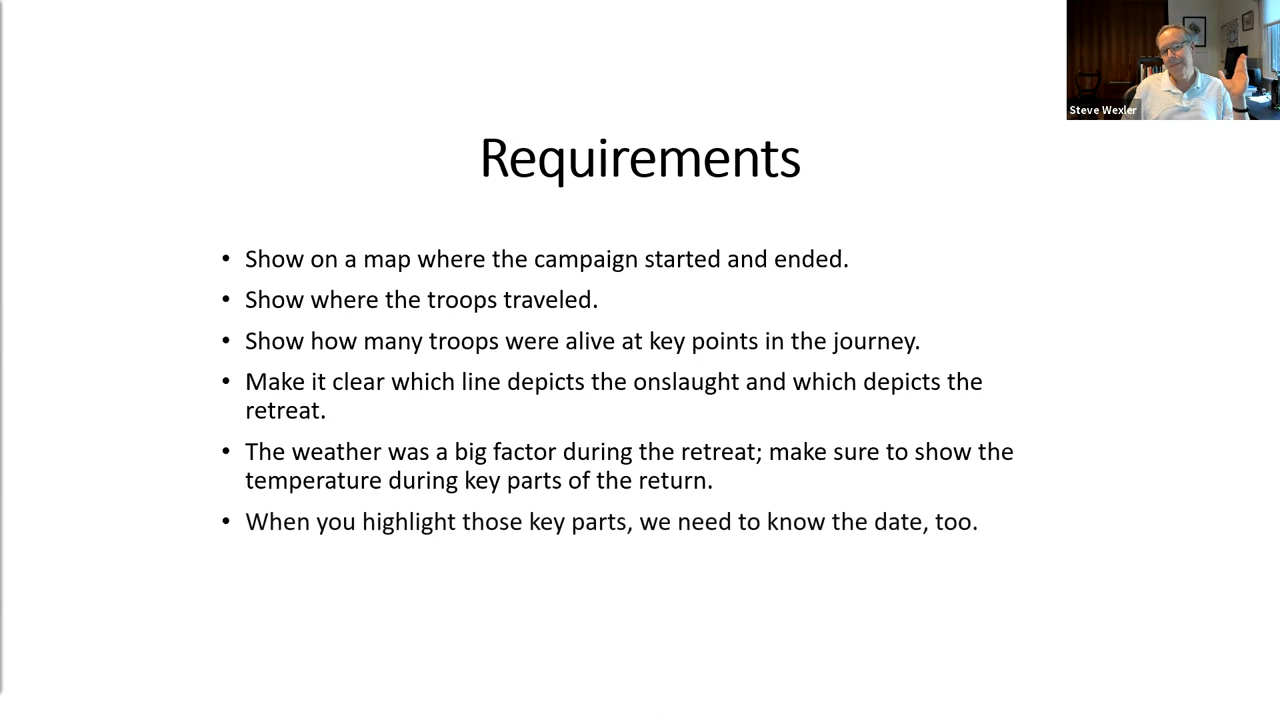 Steve Wexler
Requirements
• Show on a map where the campaign started and ended.
• Show where the troops traveled.
• Show how many troops were alive at key points in the journey.
• Make it clear which line depicts the onslaught and which depicts the
retreat.
• The weather was a big factor during the retreat; make sure to show the
temperature during key parts of the return.
• When you highlight those key parts, we need to know the date, too.